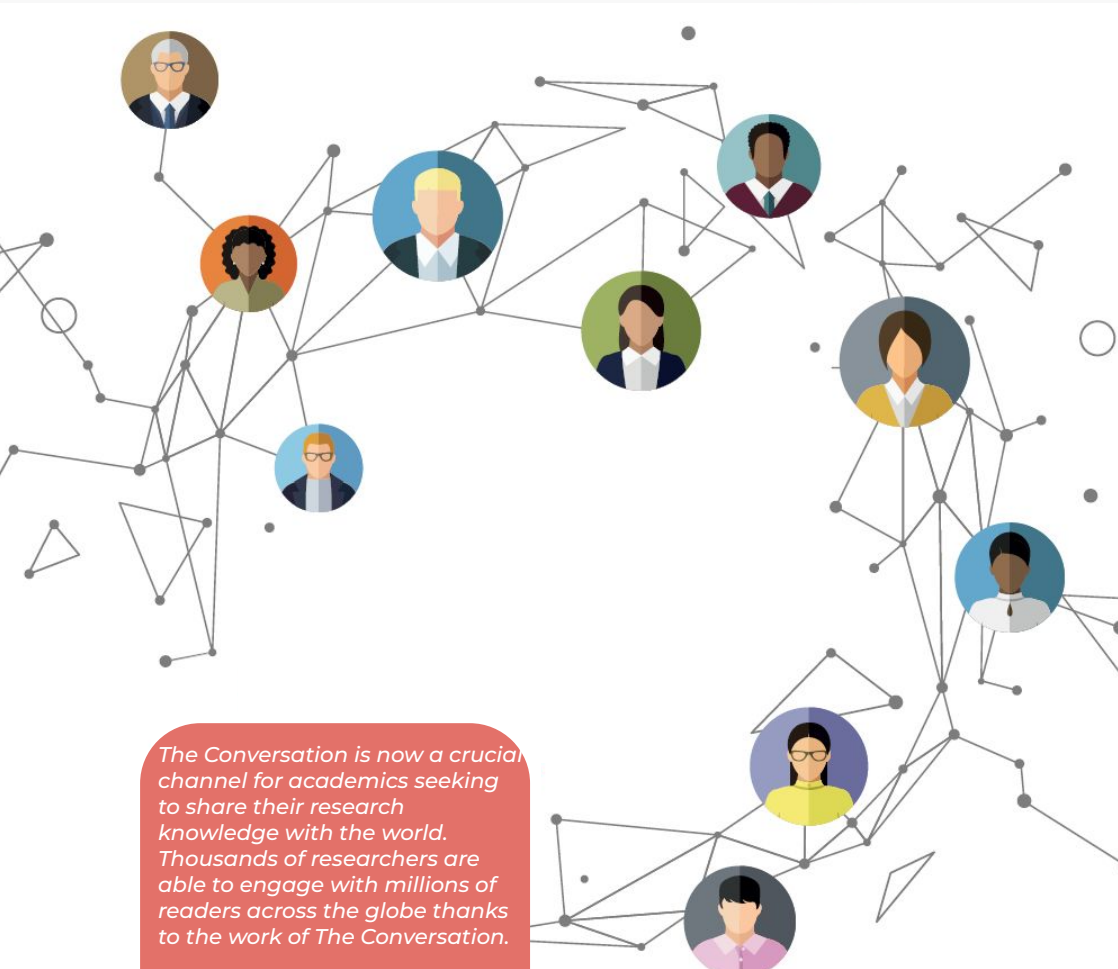 The Conversation is now a crucial
channel for academics seeking
to share their research
knowledge with the world.
Thousands of researchers are
able to engage with millions of
readers across the globe thanks
to the work of The Conversation.